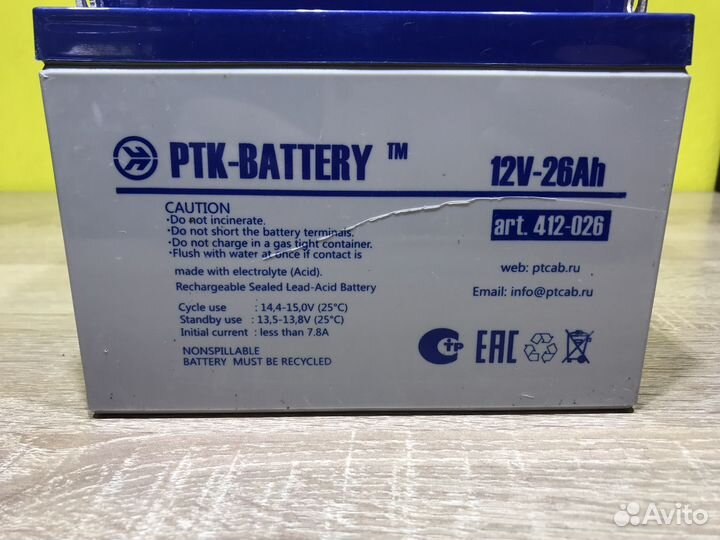 PTK-BATTERY ™
12V-26Ah
art. 412-026
CAUTION
•Do not incinerate.
•Do not short the battery terminals.
•Do not charge in a gas tight container.
•Flush with water at once if contact is
made with electrolyte (Acid).
Rechargeable Sealed Lead-Acid Battery
Cycle use : 14,4-15,0V (25°C)
Standby use : 13,5-13,8V (25°C)
Initial current : less than 7.8A
NONSPILLABLE
BATTERY MUST BE RECYCLED
web: ptcab.ru
Email: info@ptcab.ru
Стр
EAC
Avito